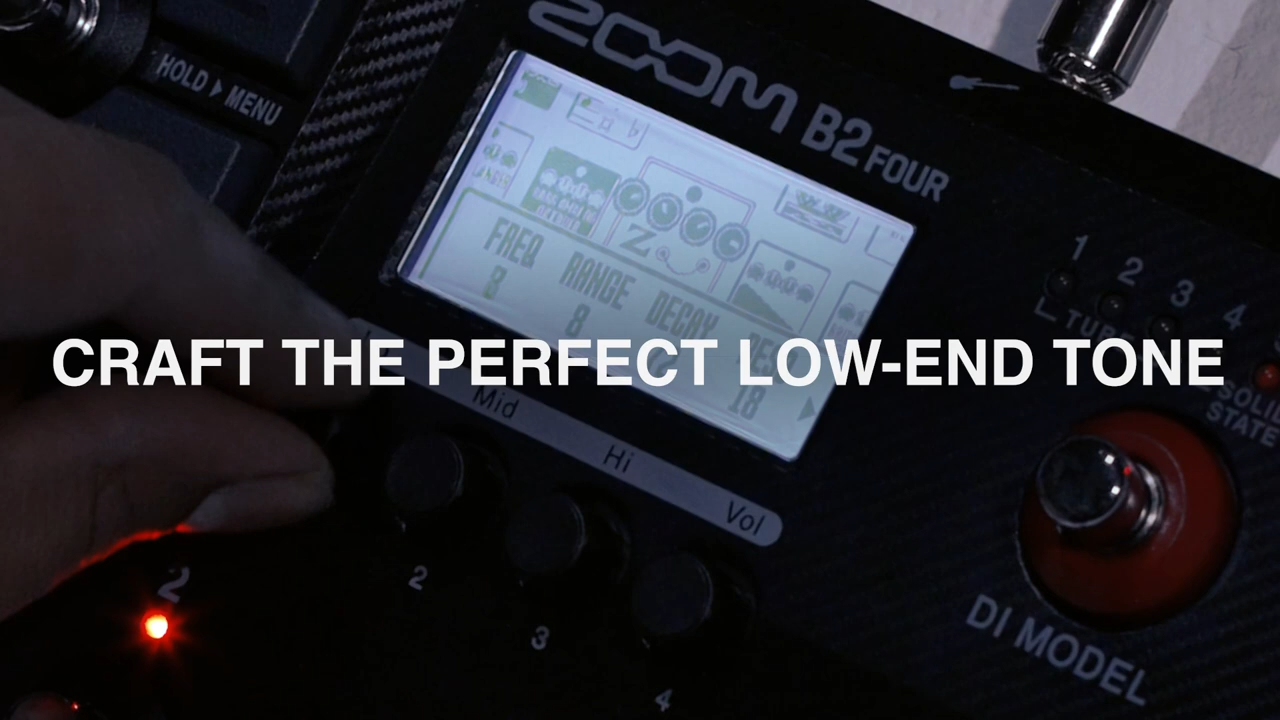 ZOOM B2 FOUR
HOLD ▶ MENU
FREQ RANGE DECAY
8 8 18
1 2 3 4
CRAFT THE PERFECT LOW-END TONE
SOLID
STATE
Mid Hi Vol
2
2 3 4
DI MODEL